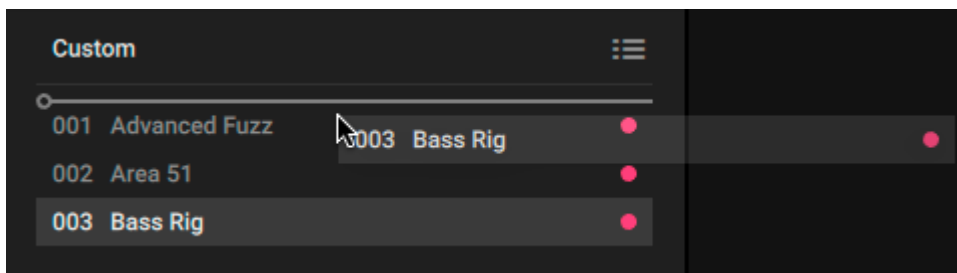 Custom
001 Advanced Fuzz
003 Bass Rig
002 Area 51
003 Bass Rig